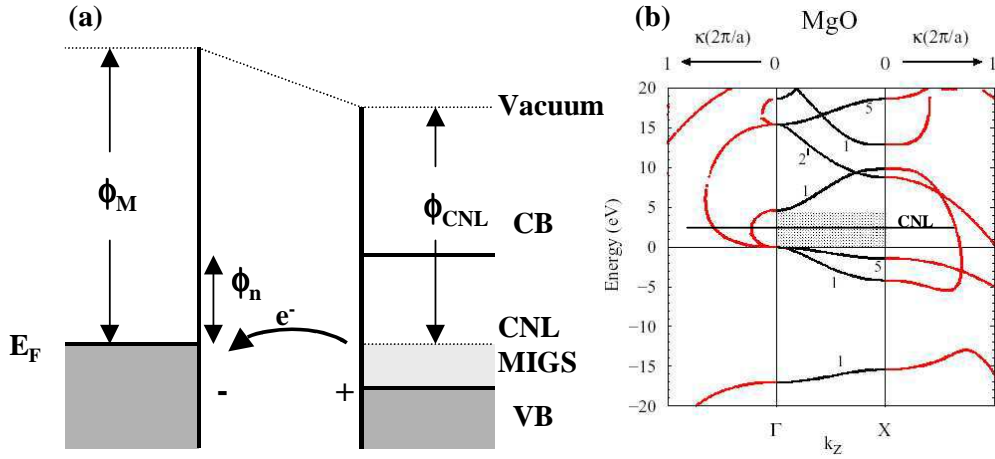 (a)
Vacuum
ϕM
ϕCNL
CB
ϕn
e-
CNL
EF
MIGS
-
+
VB
(b)
MgO
κ(2π/a)
κ(2π/a)
1
0
0
1
20
15
10
5
0
−5
−10
−15
−20
Energy (eV)
5
1
2'
1
CNL
5
1
1
Γ
X
kZ